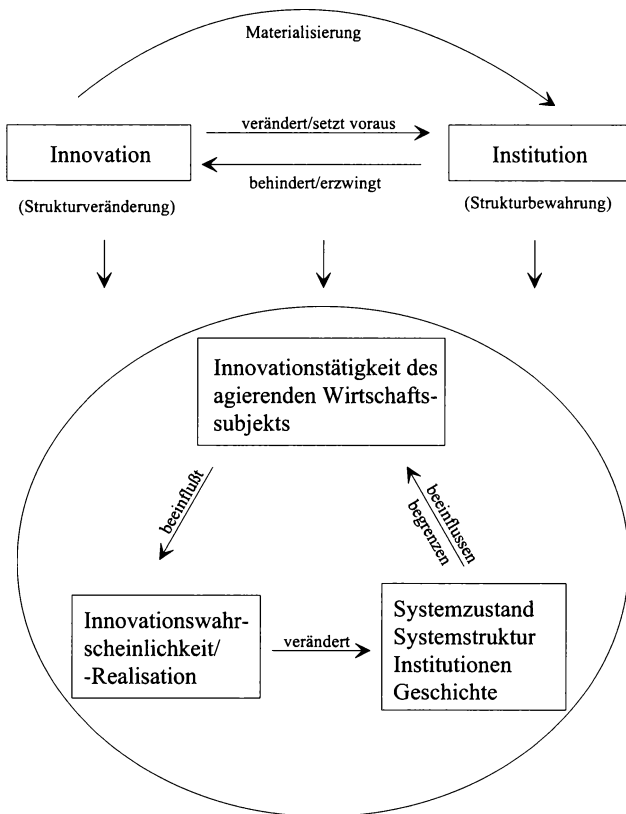 Materialisierung
verändert/setzt voraus
Innovation
Institution
behindert/erzwingt
(Strukturveränderung)
(Strukturbewahrung)
Innovationstätigkeit des
agierenden Wirtschafts-
subjekts
beeinflußt
beeinflussen
begrenzen
Innovationswahr-
scheinlichkeit/
-Realisation
verändert
Systemzustand
Systemstruktur
Institutionen
Geschichte